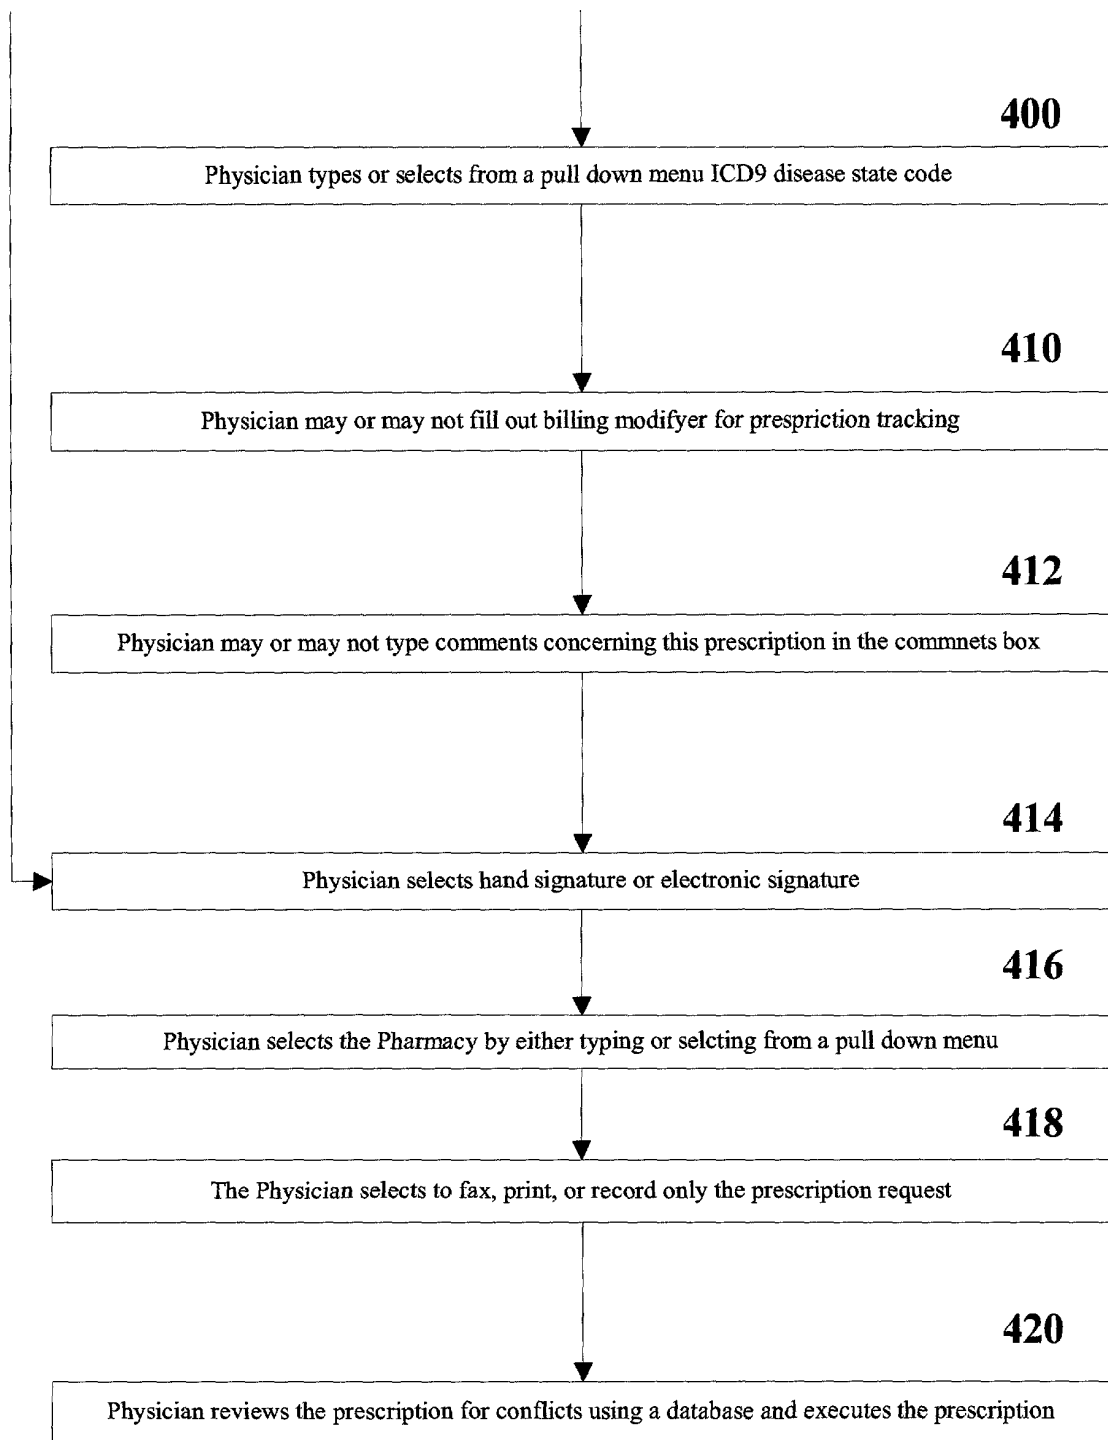 400
Physician types or selects from a pull down menu ICD9 disease state code
410
Physician may or may not fill out billing modifyer for prespriction tracking
412
Physician may or may not type comments concerning this prescription in the commnets box
414
Physician selects hand signature or electronic signature
416
Physician selects the Pharmacy by either typing or selcting from a pull down menu
418
The Physician selects to fax, print, or record only the prescription request
420
Physician reviews the prescription for conflicts using a database and executes the prescription